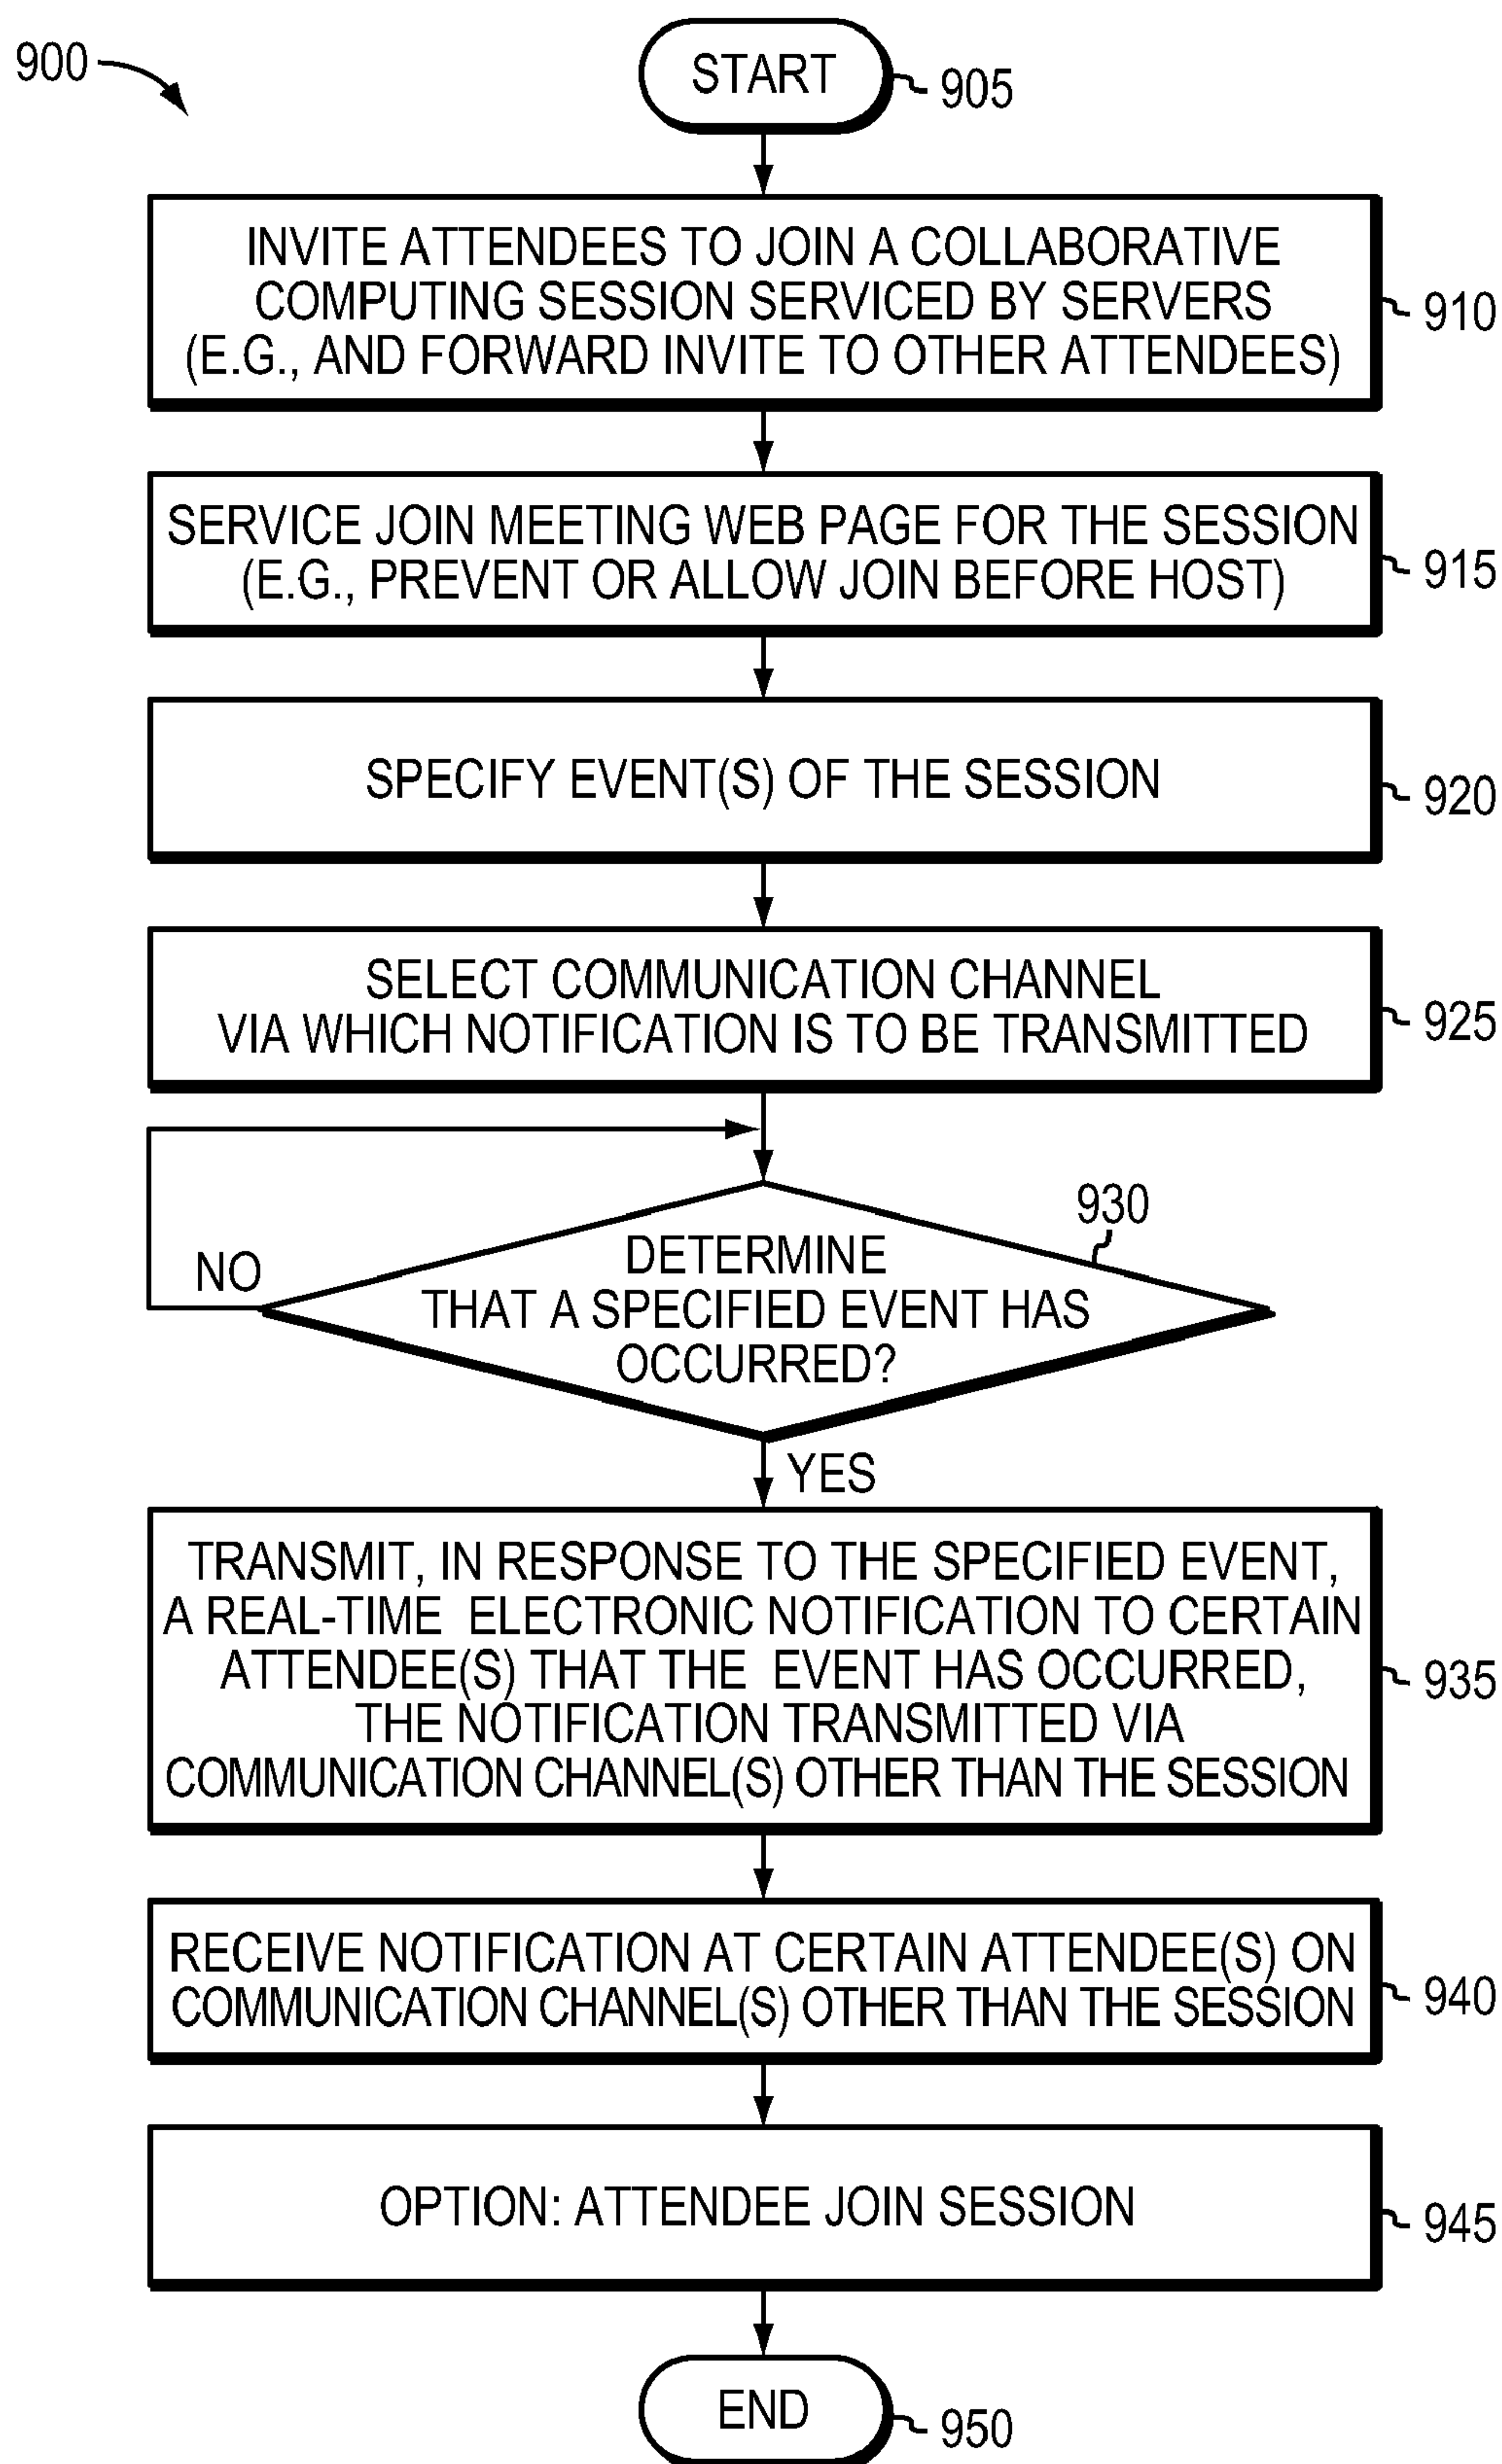 900
START
905
INVITE ATTENDEES TO JOIN A COLLABORATIVE
COMPUTING SESSION SERVICED BY SERVERS
(E.G., AND FORWARD INVITE TO OTHER ATTENDEES)
910
SERVICE JOIN MEETING WEB PAGE FOR THE SESSION
(E.G., PREVENT OR ALLOW JOIN BEFORE HOST)
915
SPECIFY EVENT(S) OF THE SESSION
920
SELECT COMMUNICATION CHANNEL
VIA WHICH NOTIFICATION IS TO BE TRANSMITTED
925
930
DETERMINE
THAT A SPECIFIED EVENT HAS
OCCURRED?
NO
YES
TRANSMIT, IN RESPONSE TO THE SPECIFIED EVENT,
A REAL-TIME ELECTRONIC NOTIFICATION TO CERTAIN
ATTENDEE(S) THAT THE EVENT HAS OCCURRED,
THE NOTIFICATION TRANSMITTED VIA
COMMUNICATION CHANNEL(S) OTHER THAN THE SESSION
935
RECEIVE NOTIFICATION AT CERTAIN ATTENDEE(S) ON
COMMUNICATION CHANNEL(S) OTHER THAN THE SESSION
940
OPTION: ATTENDEE JOIN SESSION
945
END
950